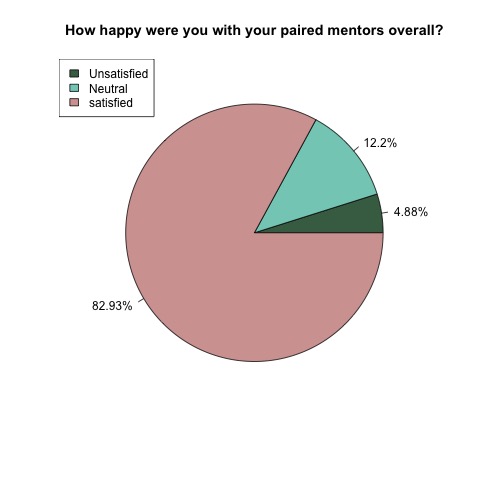 How happy were you with your paired mentors overall?
Unsatisfied
Neutral
satisfied
12.2%
4.88%
82.93%